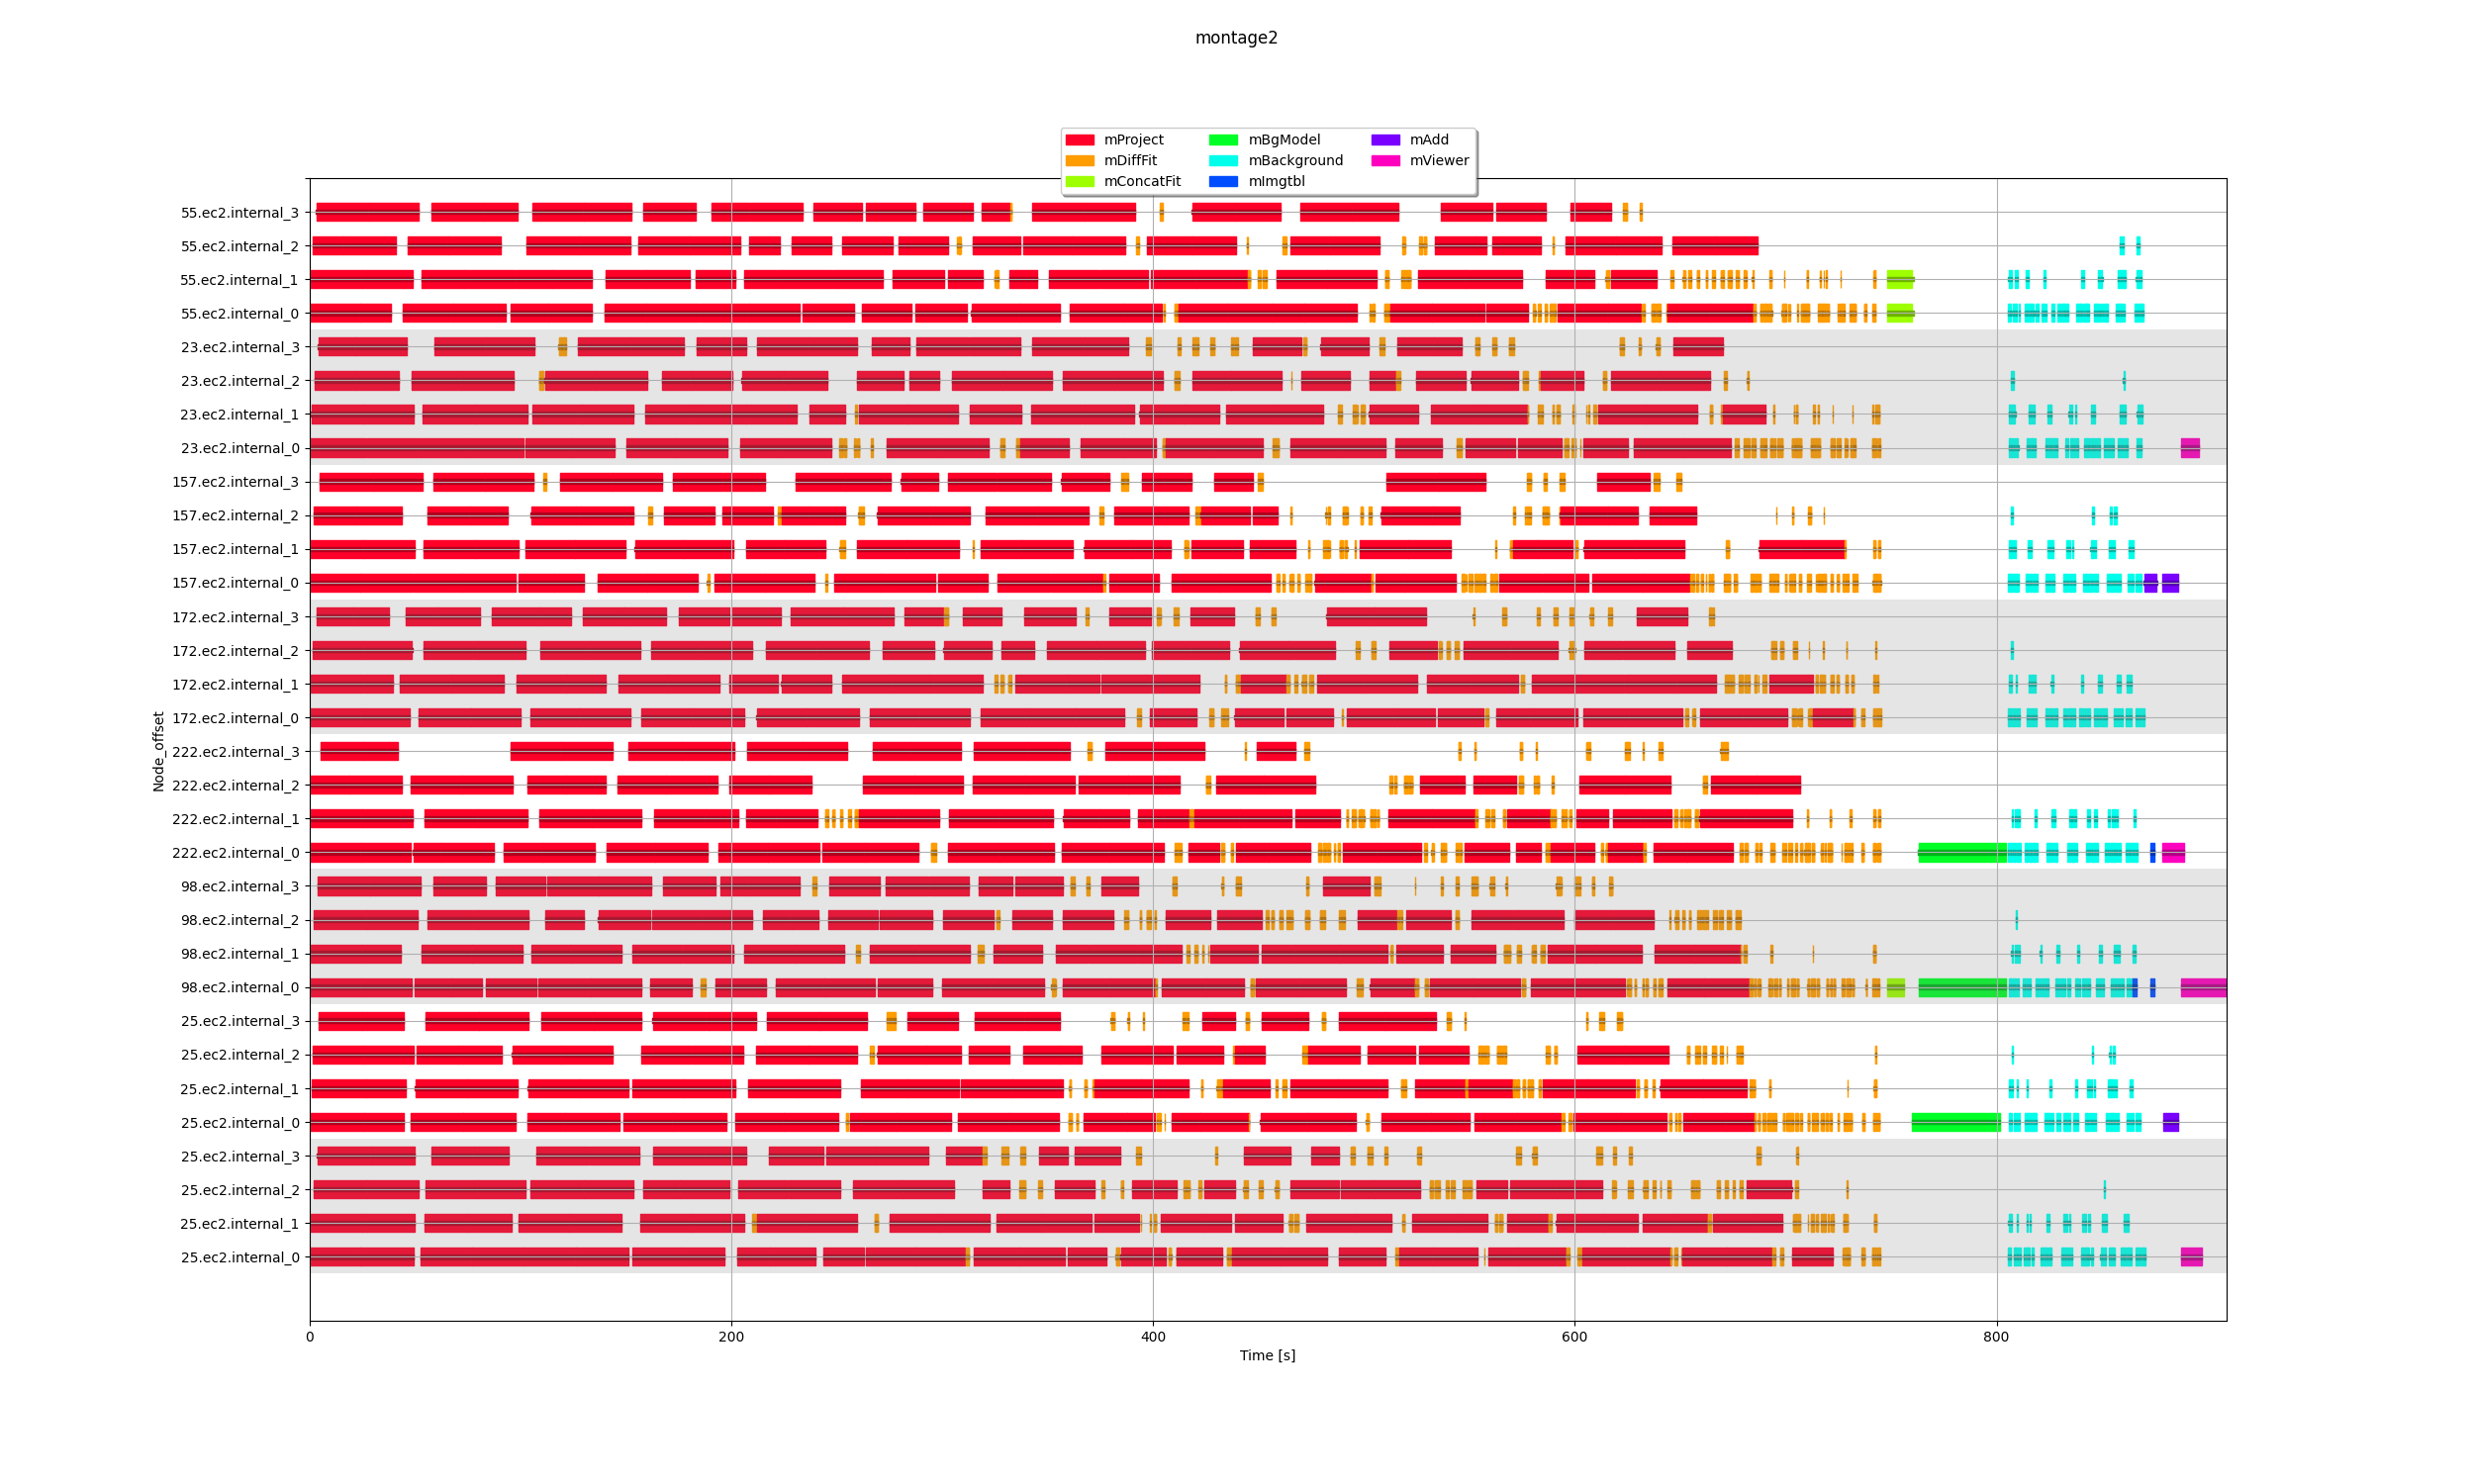 montage2
mProject mBgModel mAdd
mDiffFit mBackground mViewer
mConcatFit mImgtbl
55.ec2.internal_3
55.ec2.internal_2
55.ec2.internal_1
55.ec2.internal_0
23.ec2.internal_3
23.ec2.internal_2
23.ec2.internal_1
23.ec2.internal_0
157.ec2.internal_3
157.ec2.internal_2
157.ec2.internal_1
157.ec2.internal_0
172.ec2.internal_3
172.ec2.internal_2
172.ec2.internal_1
172.ec2.internal_0
222.ec2.internal_3
222.ec2.internal_2
222.ec2.internal_1
222.ec2.internal_0
98.ec2.internal_3
98.ec2.internal_2
98.ec2.internal_1
98.ec2.internal_0
25.ec2.internal_3
25.ec2.internal_2
25.ec2.internal_1
25.ec2.internal_0
25.ec2.internal_3
25.ec2.internal_2
25.ec2.internal_1
25.ec2.internal_0
Node_offset
0 200 400 600 800
Time [s]